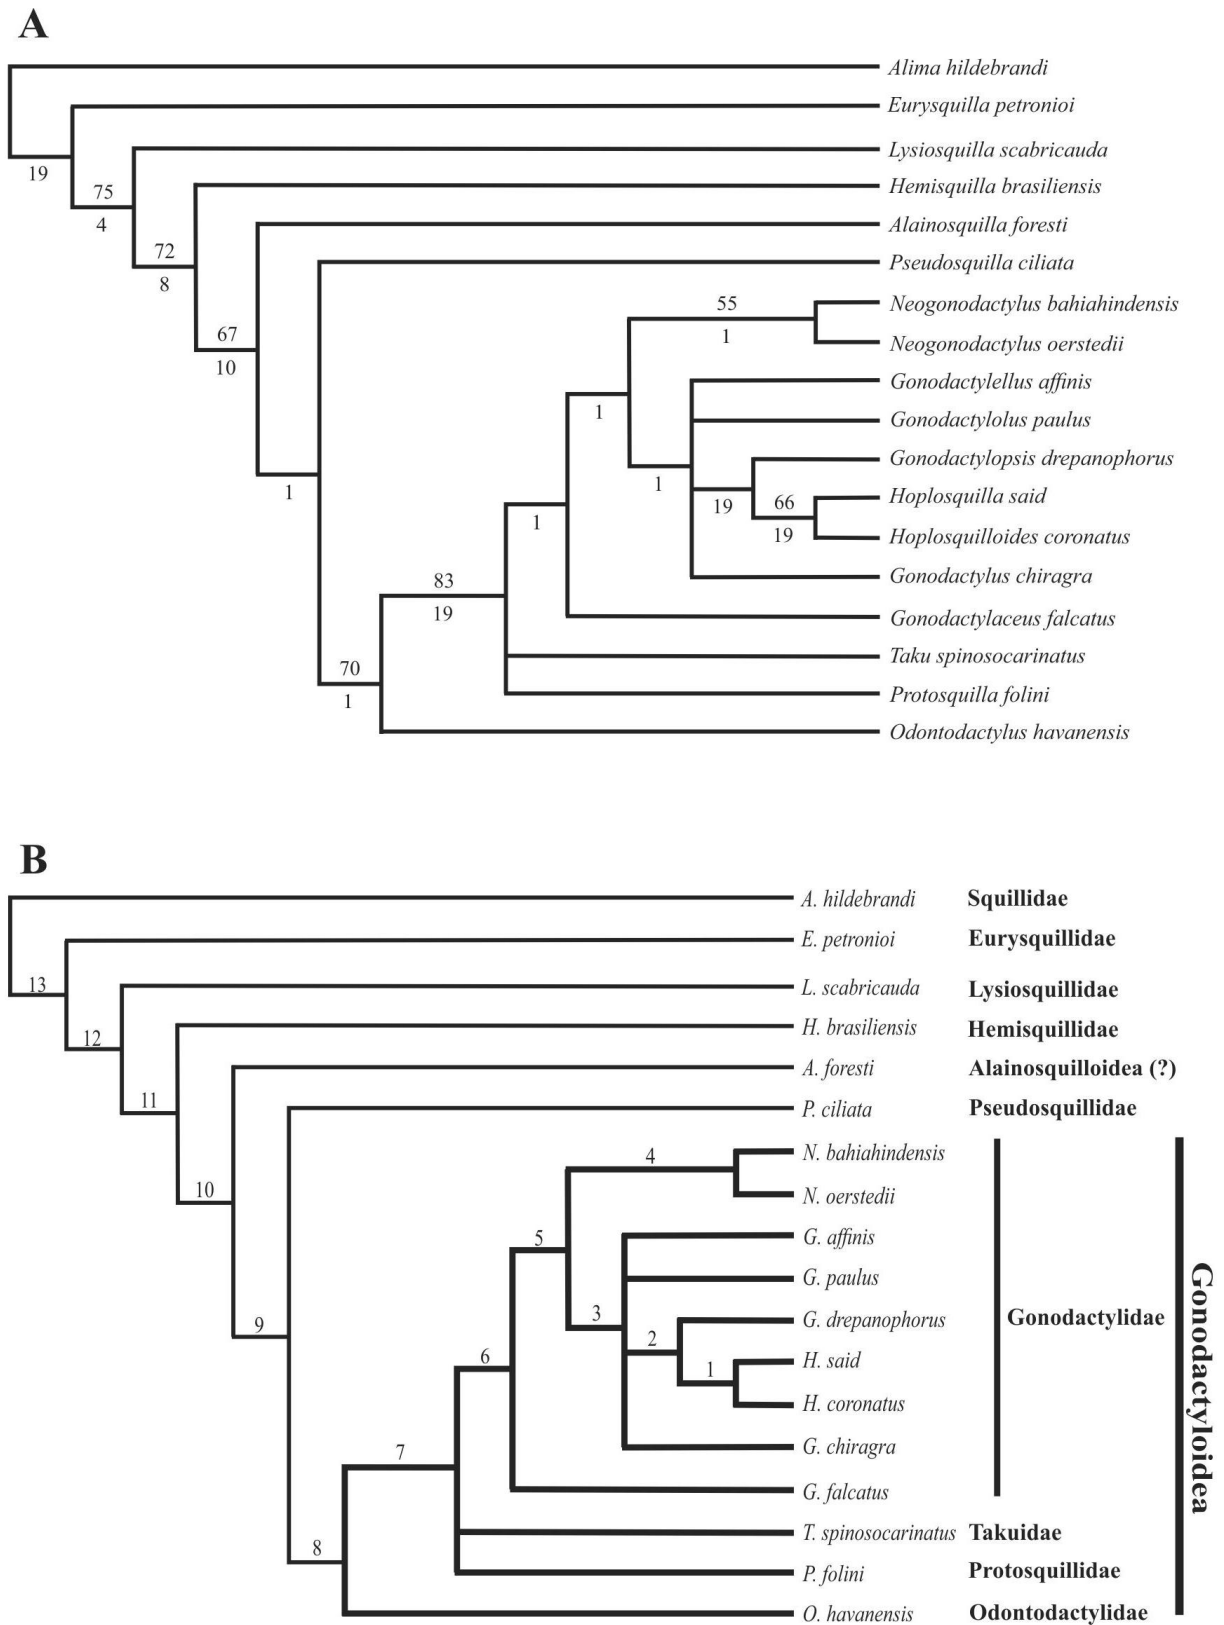 A
Alima hildebrandi
Eurysquilla petronioi
19
Lysiosquilla scabricauda
75
4
Hemisquilla brasiliensis
72
8
Alainosquilla foresti
67
10
Pseudosquilla ciliata
1
Neogonodactylus bahiahindensis
55
1
Neogonodactylus oerstedii
Gonodactylellus affinis
1
Gonodactylolus paulus
Gonodactylopsis drepanophorus
1
19
Hoplosquilla said
66
19
Hoplosquilloides coronatus
1
Gonodactylus chiragra
83
19
Gonodactylaceus falcatus
Taku spinosocarinatus
70
1
Protosquilla folini
Odontodactylus havanensis
B
A. hildebrandi Squillidae
E. petronioi Eurysquillidae
13
L. scabricauda Lysiosquillidae
12
H. brasiliensis Hemisquillidae
A. foresti Alainosquilloidea (?)
11
P. ciliata Pseudosquillidae
10
N. bahiahindensis
4
N. oerstedii
5
G. affinis
G. paulus
9
3
G. drepanophorus Gonodactylidae
2
H. said
6
1
H. coronatus
G. chiragra
7
G. falcatus
T. spinosocarinatus Takuidae
8
P. folini Protosquillidae
O. havanensis Odontodactylidae
Gonodactyloidea